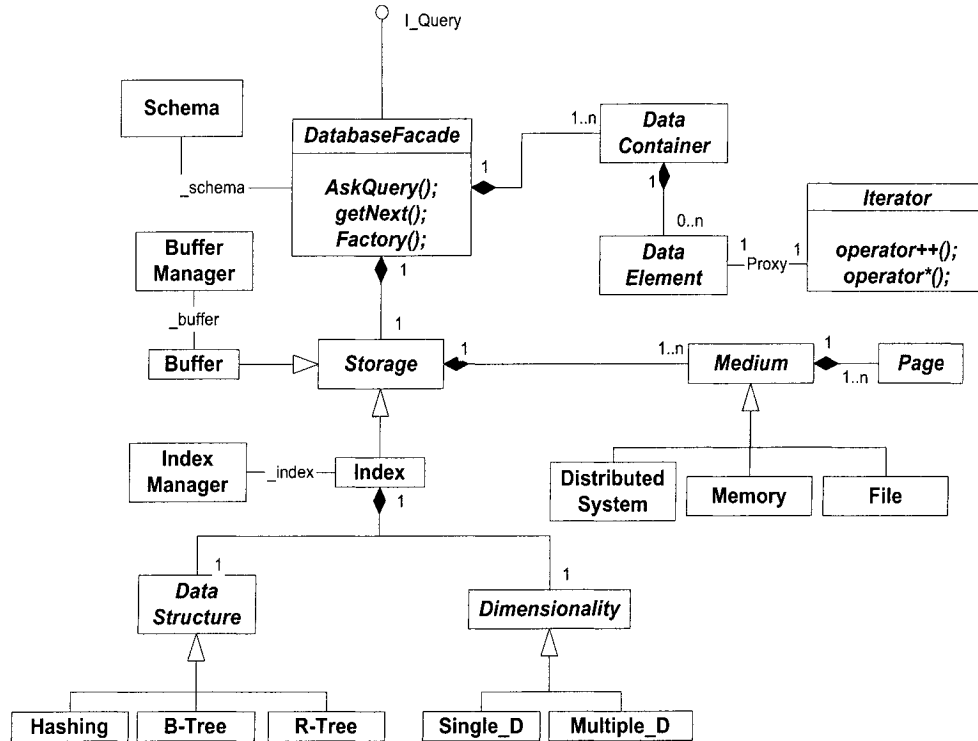 I_Query
Schema
DatabaseFacade
AskQuery();
getNext();
Factory();
_schema
1
1..n
Data
Container
1
0..n
Data
Element
1
Proxy
1
Iterator
operator++();
operator*();
Buffer
Manager
_buffer
Buffer
1
1
Storage
1
1..n
Medium
1
1..n
Page
Index
Manager
_index
Index
1
Distributed
System
Memory
File
1
Data
Structure
1
Dimensionality
Hashing
B-Tree
R-Tree
Single_D
Multiple_D